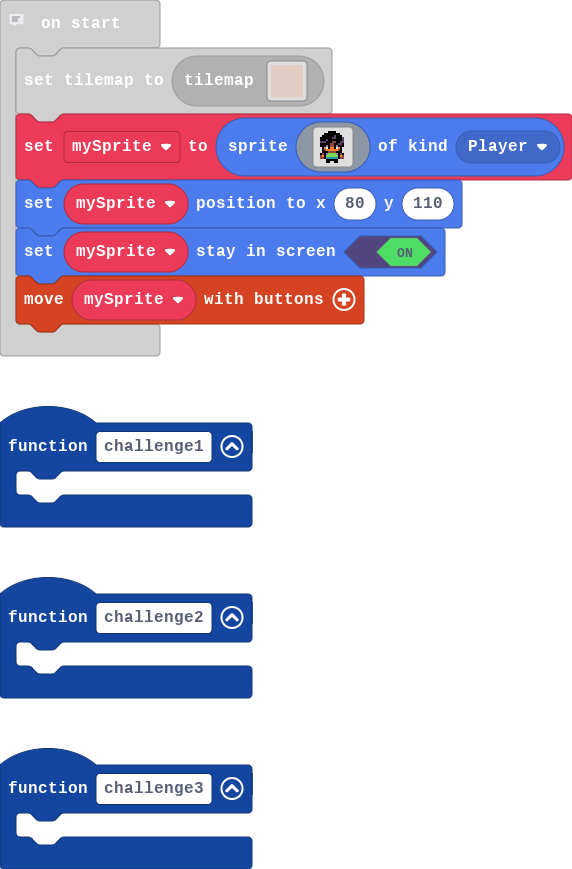 on start
set tilemap to tilemap
set mySprite to sprite of kind Player
set mySprite position to x 80 y 110
set mySprite stay in screen ON
move mySprite with buttons
function challenge1
function challenge2
function challenge3